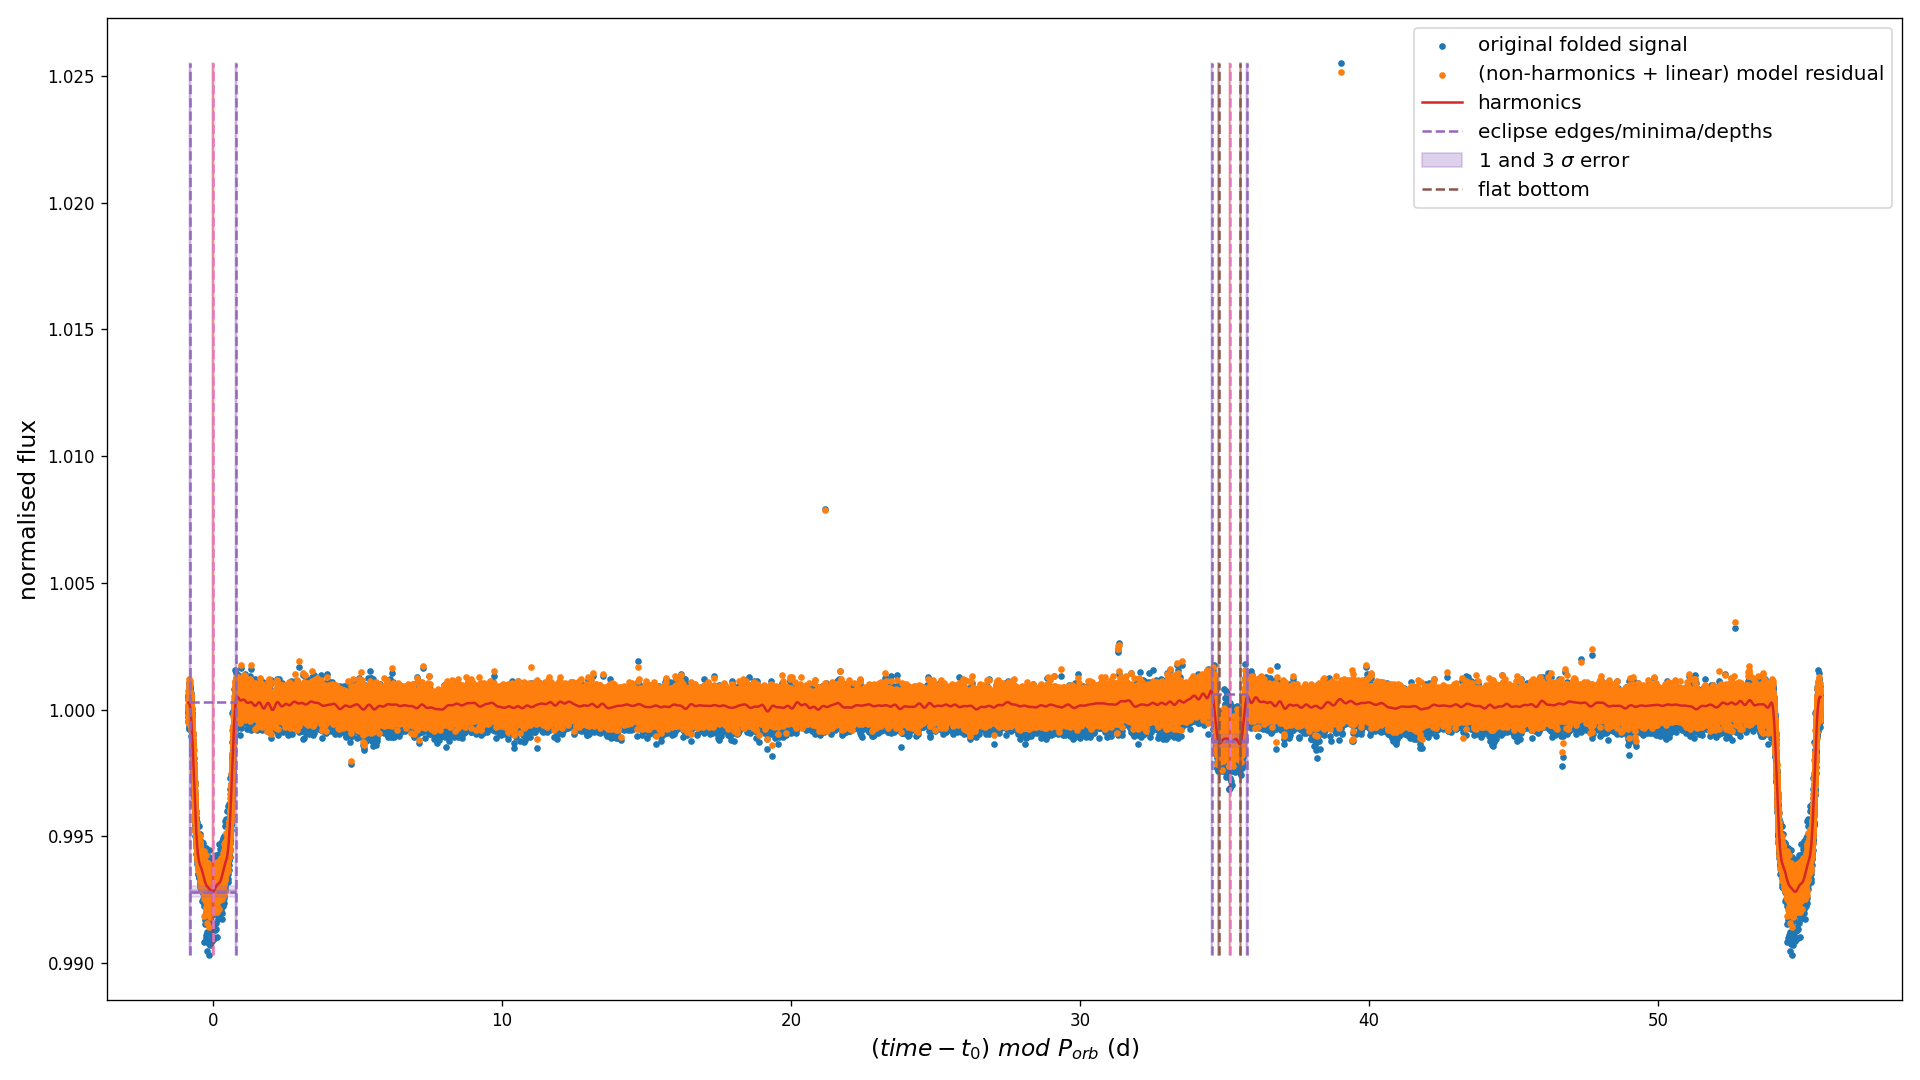 original folded signal
(non-harmonics + linear) model residual
harmonics
eclipse edges/minima/depths
1 and 3 σ error
flat bottom
normalised flux
1.025
1.020
1.015
1.010
1.005
1.000
0.995
0.990
0
10
20
30
40
50
(time − t₀) mod Pₒᵣb (d)